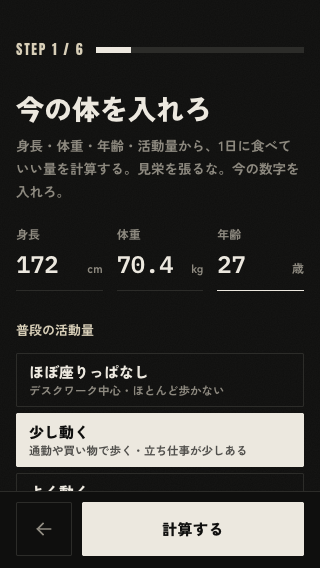 STEP 1 / 6
今の体を入れろ
身長・体重・年齢・活動量から、1日に食べて
いい量を計算する。見栄を張るな。今の数字を
入れろ。
身長 体重 年齢
172 cm 70.4 kg 27 歳
普段の活動量
ほぼ座りっぱなし
デスクワーク中心・ほとんど歩かない
少し動く
通勤や買い物で歩く・立ち仕事が少しある
よく動く
計算する